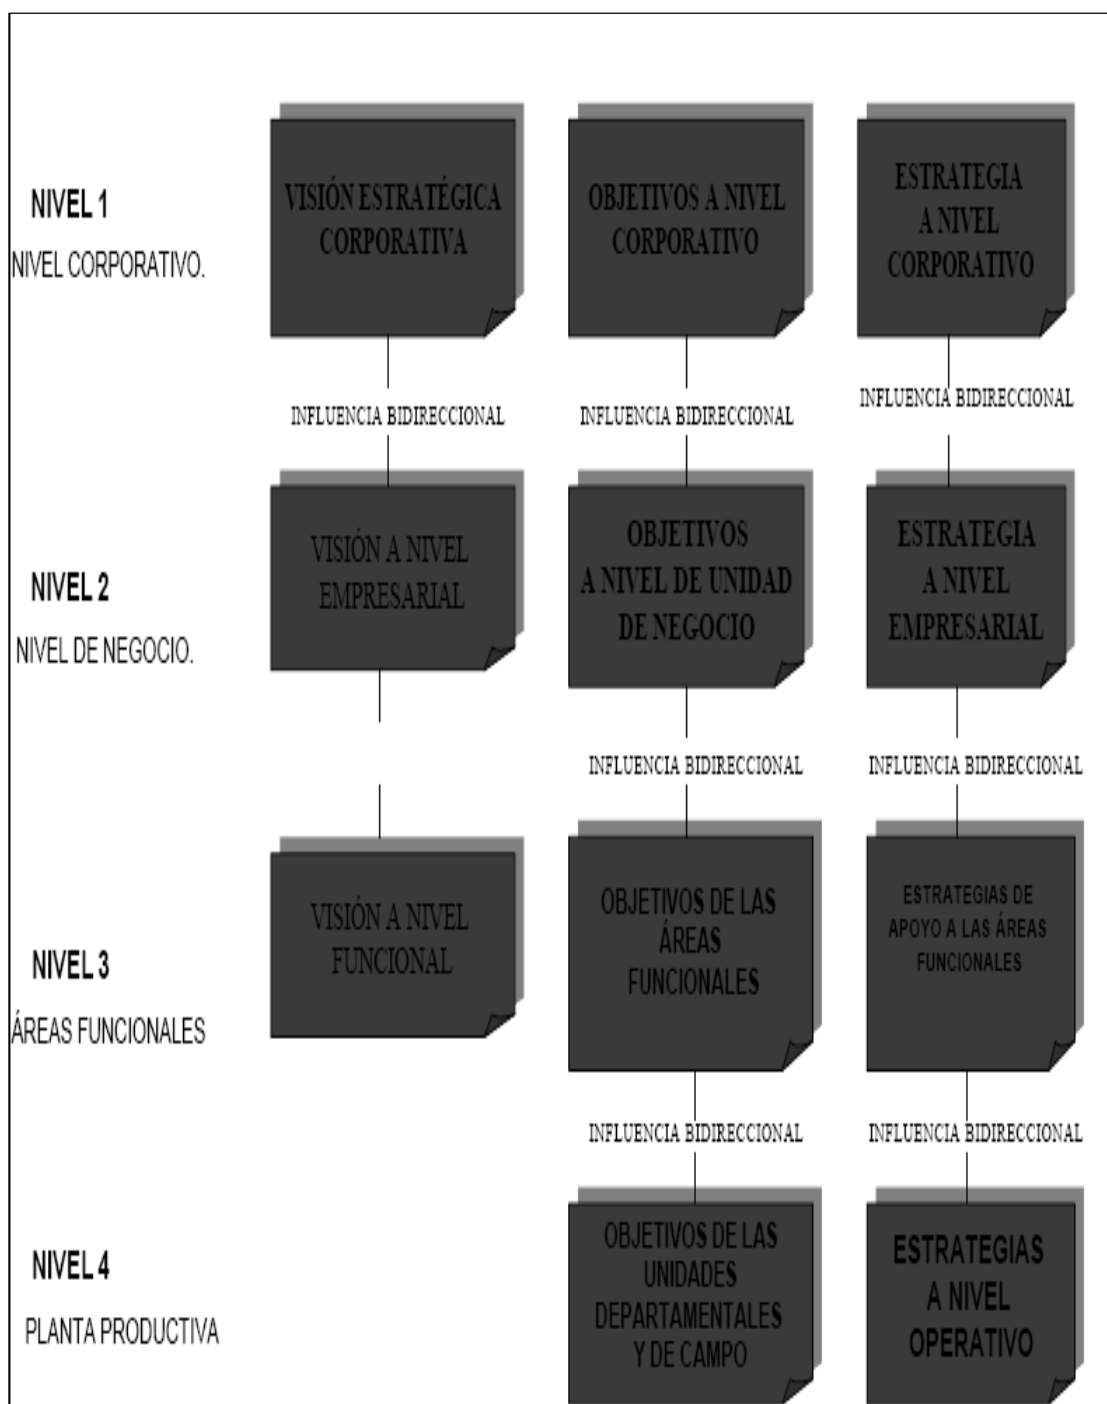 NIVEL 1
NIVEL CORPORATIVO.
VISIÓN ESTRATÉGICA
CORPORATIVA
OBJETIVOS A NIVEL
CORPORATIVO
ESTRATEGIA
A NIVEL
CORPORATIVO
INFLUENCIA BIDIRECCIONAL
INFLUENCIA BIDIRECCIONAL
INFLUENCIA BIDIRECCIONAL
NIVEL 2
NIVEL DE NEGOCIO.
VISIÓN A NIVEL
EMPRESARIAL
OBJETIVOS
A NIVEL DE UNIDAD
DE NEGOCIO
ESTRATEGIA
A NIVEL
EMPRESARIAL
INFLUENCIA BIDIRECCIONAL
INFLUENCIA BIDIRECCIONAL
NIVEL 3
ÁREAS FUNCIONALES
VISIÓN A NIVEL
FUNCIONAL
OBJETIVOS DE LAS
ÁREAS
FUNCIONALES
ESTRATEGIAS DE
APOYO A LAS ÁREAS
FUNCIONALES
INFLUENCIA BIDIRECCIONAL
INFLUENCIA BIDIRECCIONAL
NIVEL 4
PLANTA PRODUCTIVA
OBJETIVOS DE LAS
UNIDADES
DEPARTAMENTALES
Y DE CAMPO
ESTRATEGIAS
A NIVEL
OPERATIVO